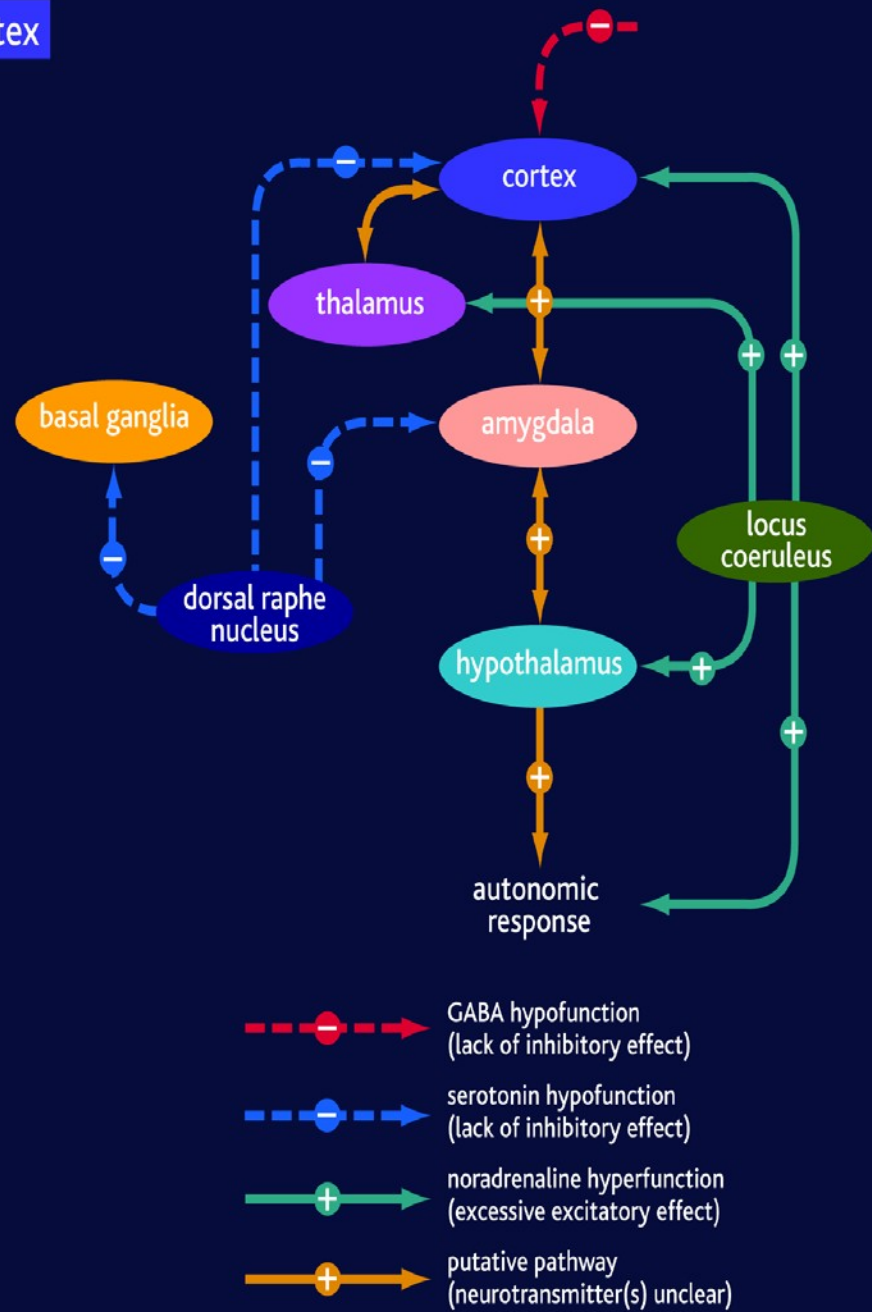 tex
cortex
thalamus
basal ganglia
amygdala
locus
coeruleus
dorsal raphe
nucleus
hypothalamus
autonomic
response
GABA hypofunction
(lack of inhibitory effect)
serotonin hypofunction
(lack of inhibitory effect)
noradrenaline hyperfunction
(excessive excitatory effect)
putative pathway
(neurotransmitter(s) unclear)